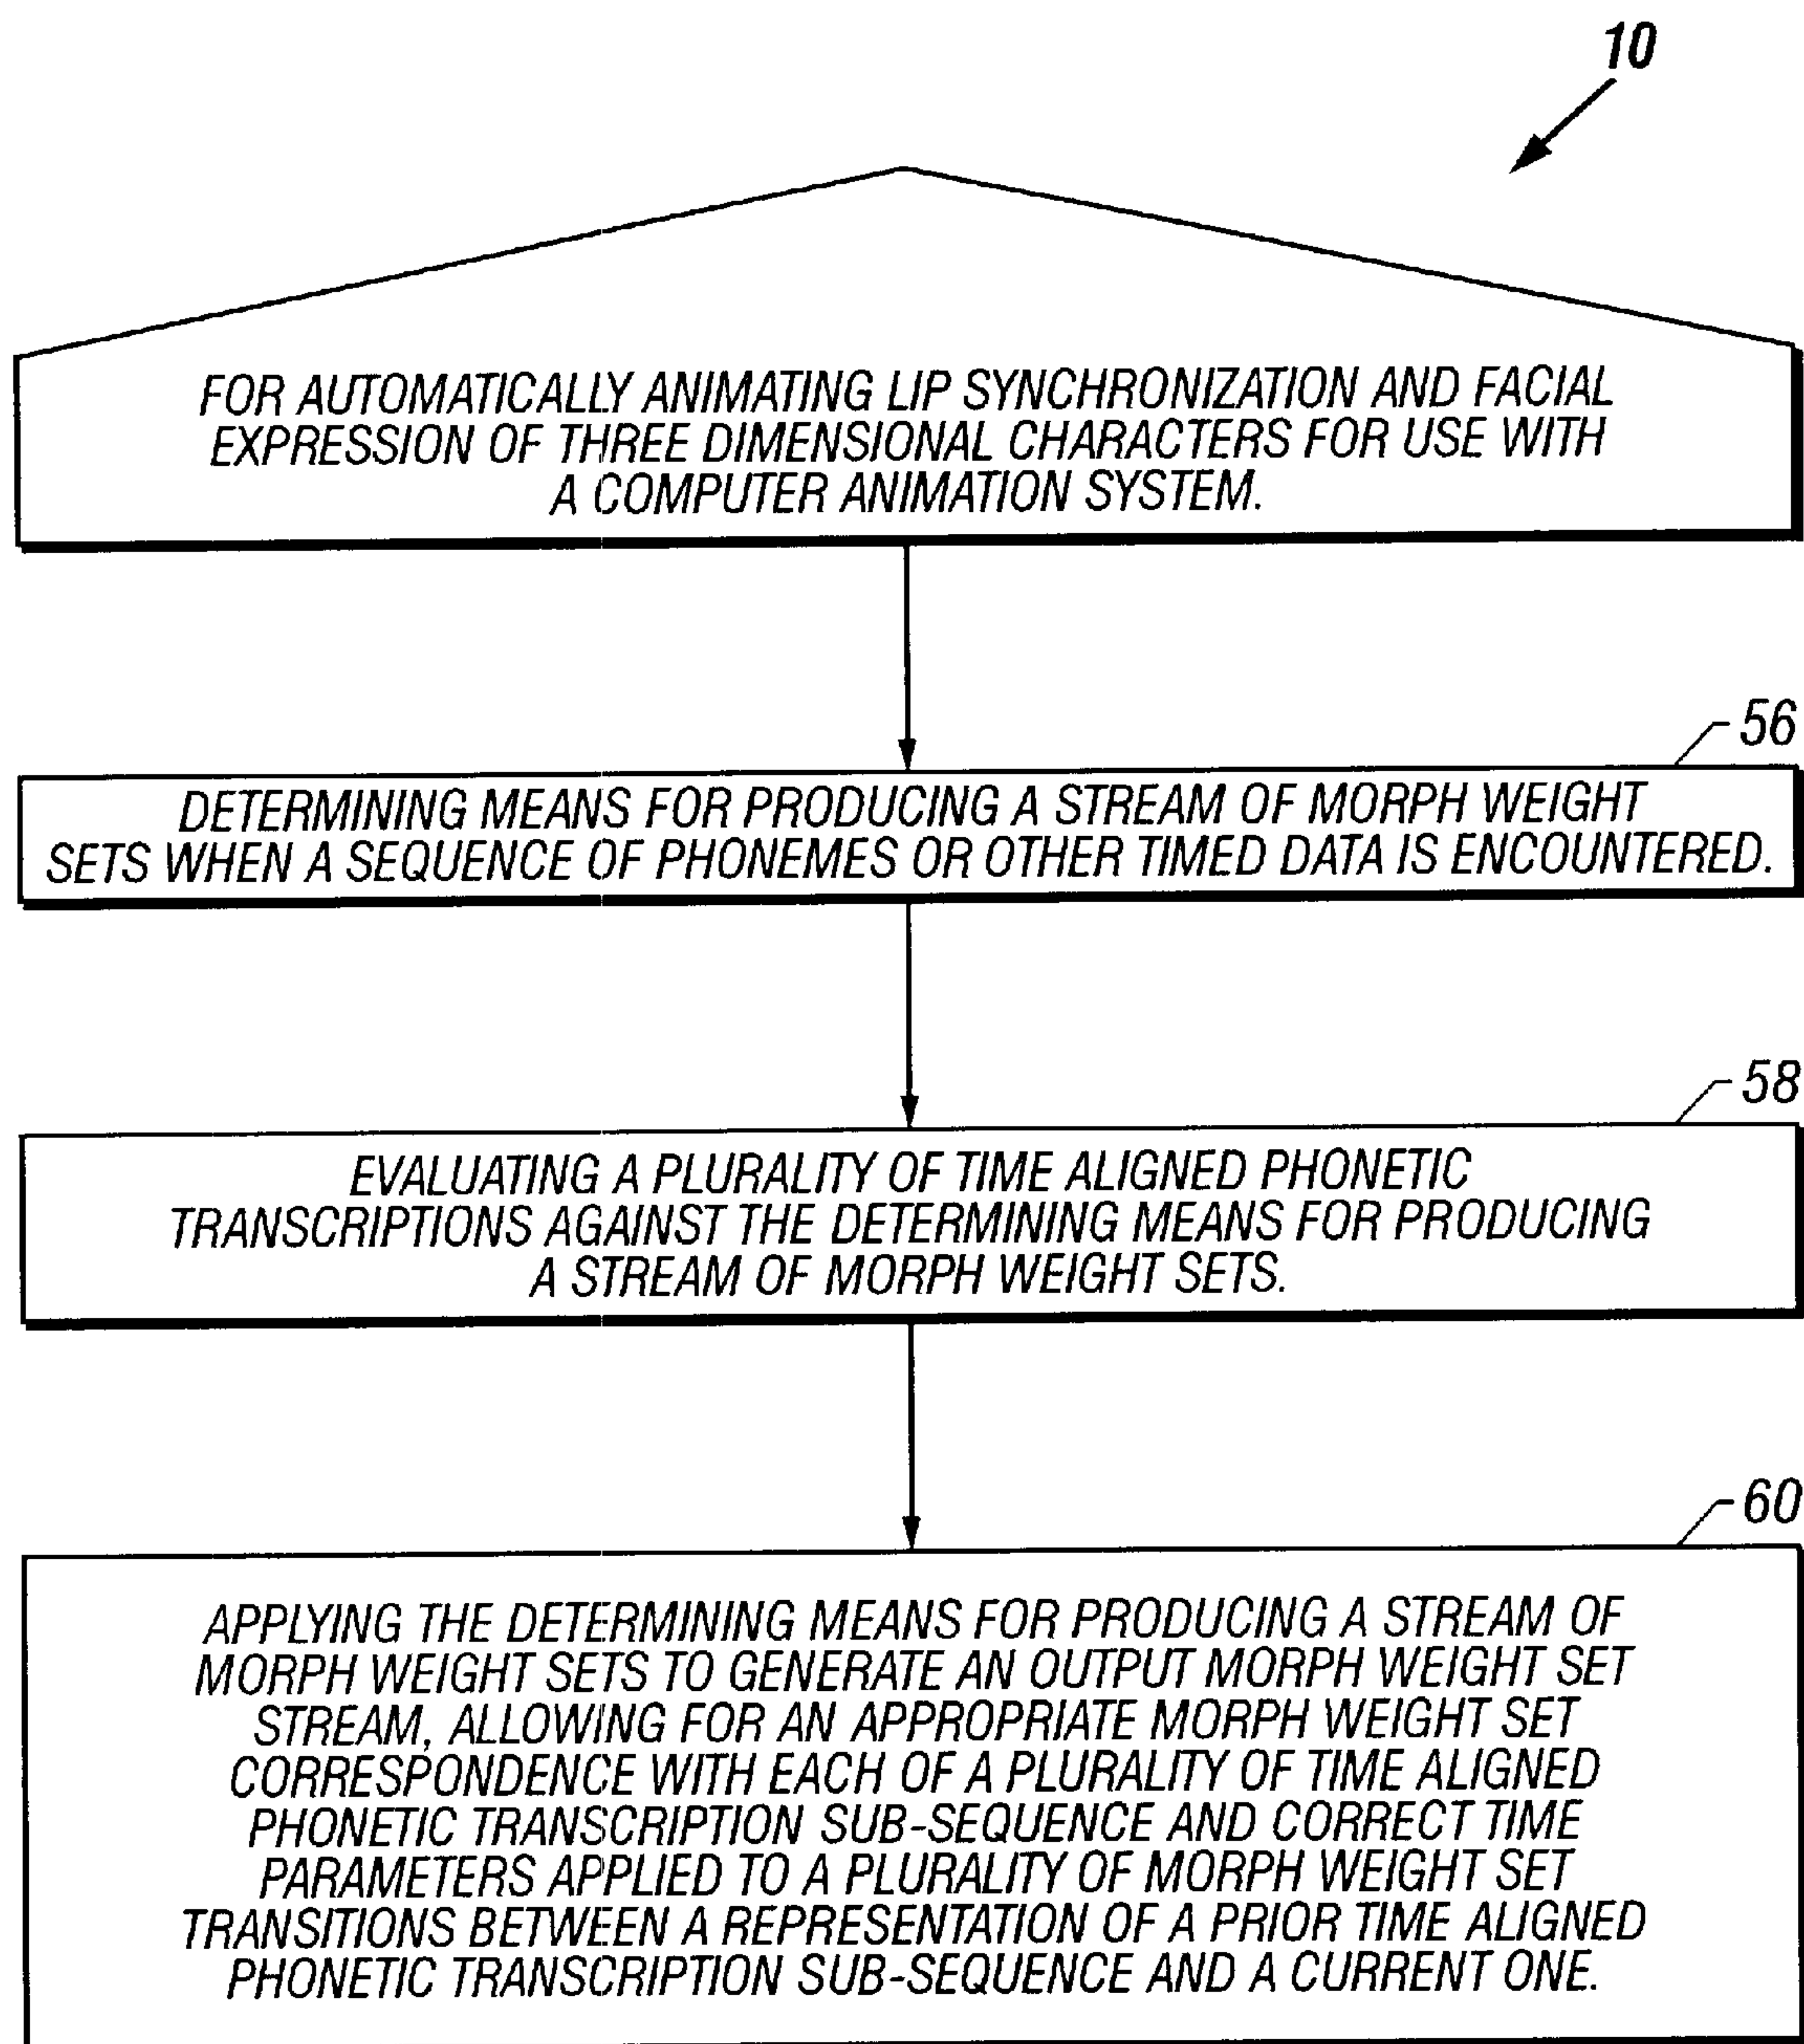 10
FOR AUTOMATICALLY ANIMATING LIP SYNCHRONIZATION AND FACIAL
EXPRESSION OF THREE DIMENSIONAL CHARACTERS FOR USE WITH
A COMPUTER ANIMATION SYSTEM.
56
DETERMINING MEANS FOR PRODUCING A STREAM OF MORPH WEIGHT
SETS WHEN A SEQUENCE OF PHONEMES OR OTHER TIMED DATA IS ENCOUNTERED.
58
EVALUATING A PLURALITY OF TIME ALIGNED PHONETIC
TRANSCRIPTIONS AGAINST THE DETERMINING MEANS FOR PRODUCING
A STREAM OF MORPH WEIGHT SETS.
60
APPLYING THE DETERMINING MEANS FOR PRODUCING A STREAM OF
MORPH WEIGHT SETS TO GENERATE AN OUTPUT MORPH WEIGHT SET
STREAM, ALLOWING FOR AN APPROPRIATE MORPH WEIGHT SET
CORRESPONDENCE WITH EACH OF A PLURALITY OF TIME ALIGNED
PHONETIC TRANSCRIPTION SUB-SEQUENCE AND CORRECT TIME
PARAMETERS APPLIED TO A PLURALITY OF MORPH WEIGHT SET
TRANSITIONS BETWEEN A REPRESENTATION OF A PRIOR TIME ALIGNED
PHONETIC TRANSCRIPTION SUB-SEQUENCE AND A CURRENT ONE.